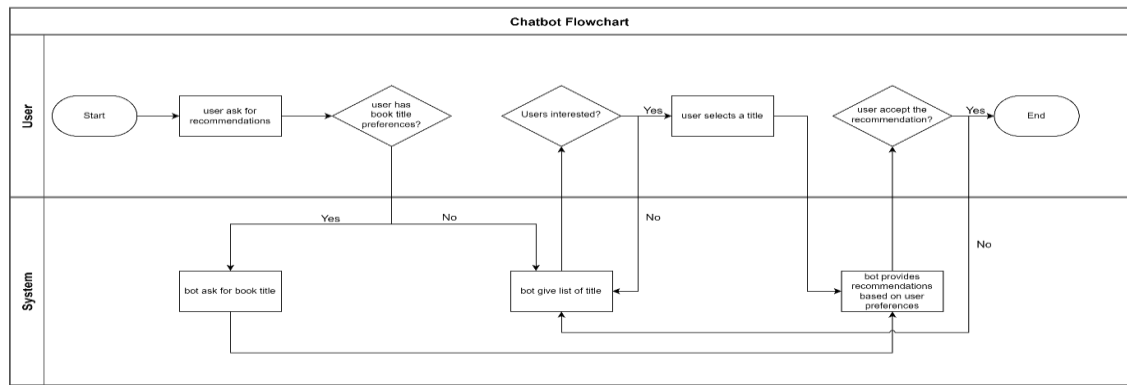 Chatbot Flowchart
User
Start
user ask for
recommendations
user has
book title
preferences?
Users interested?
Yes
user selects a title
user accept the
recommendation?
Yes
End
System
Yes
No
No
No
bot ask for book title
bot give list of title
bot provides
recommendations
based on user
preferences